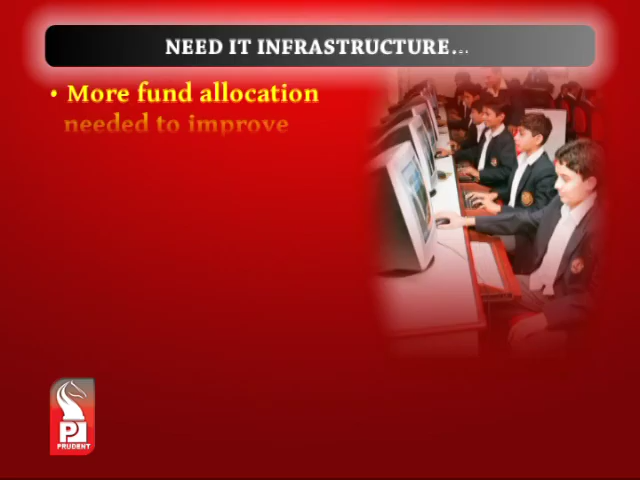 NEED IT INFRASTRUCTURE...
• More fund allocation
needed to improve
P
PRUDENT